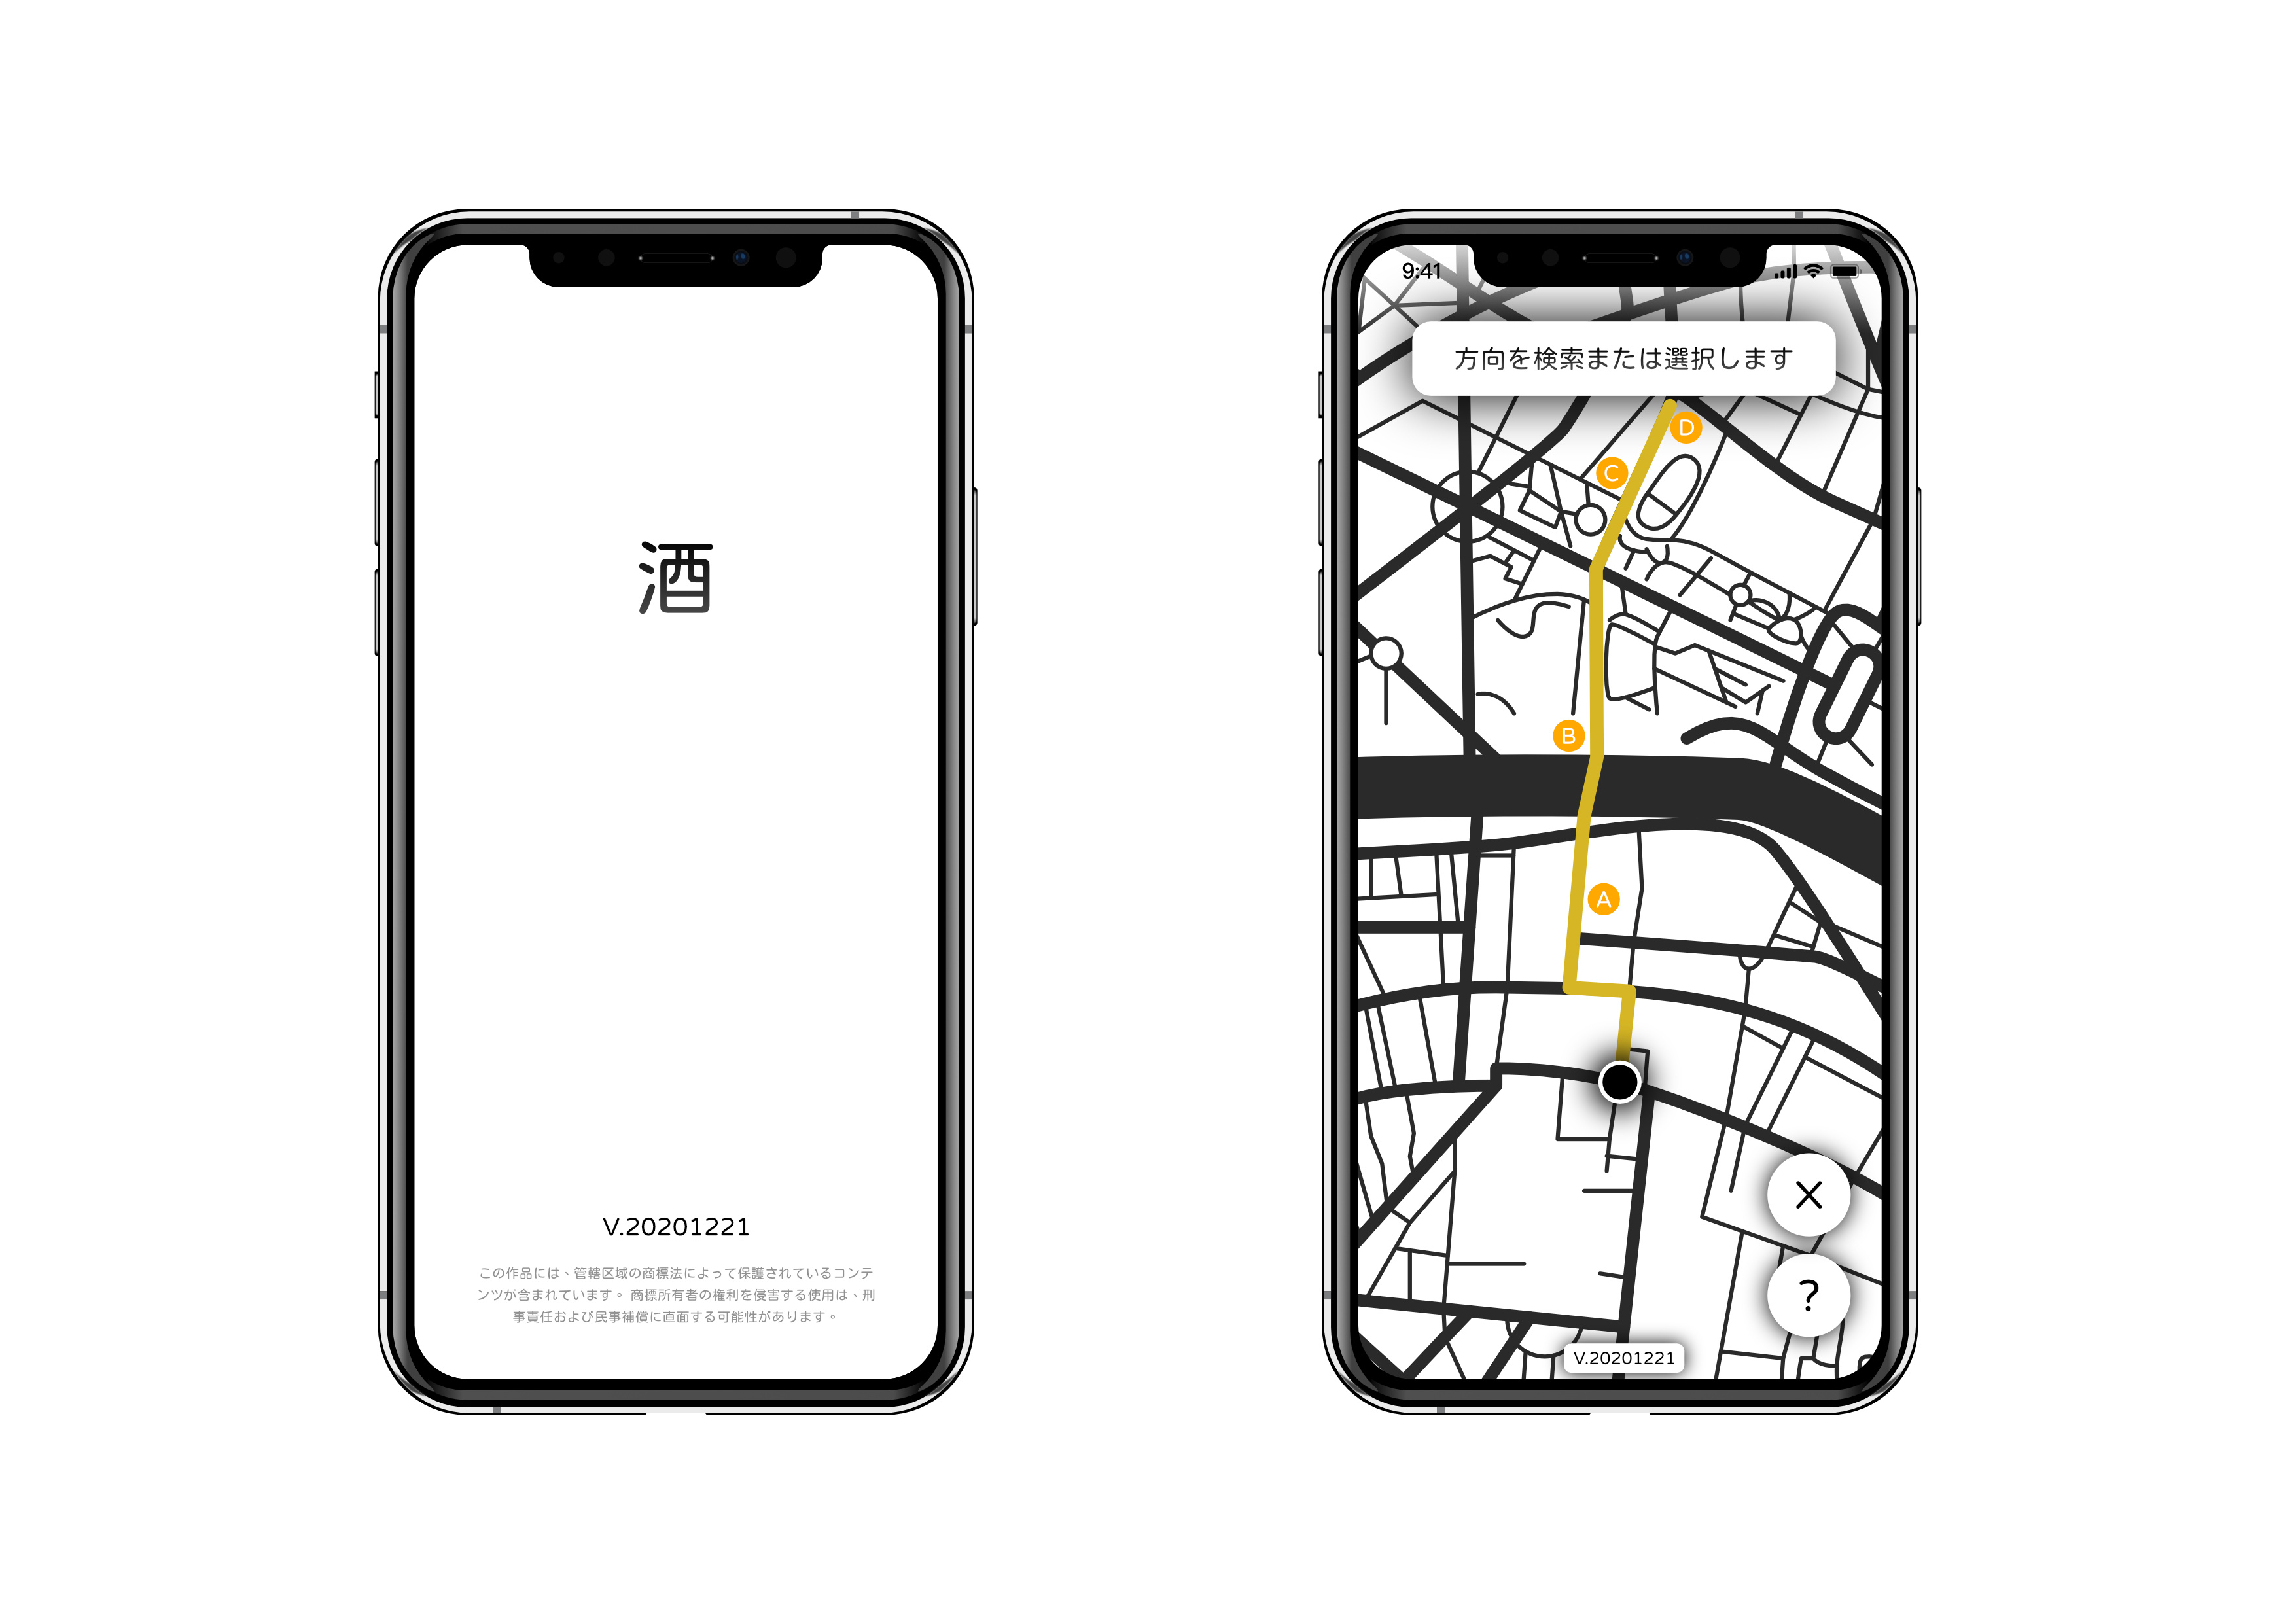 酒
V.20201221
この作品には、管轄区域の商標法によって保護されているコンテ
ンツが含まれています。 商標所有者の権利を侵害する使用は、刑
事責任および民事補償に直面する可能性があります。
9:41
方向を検索または選択します
D
C
B
A
×
?
V.20201221